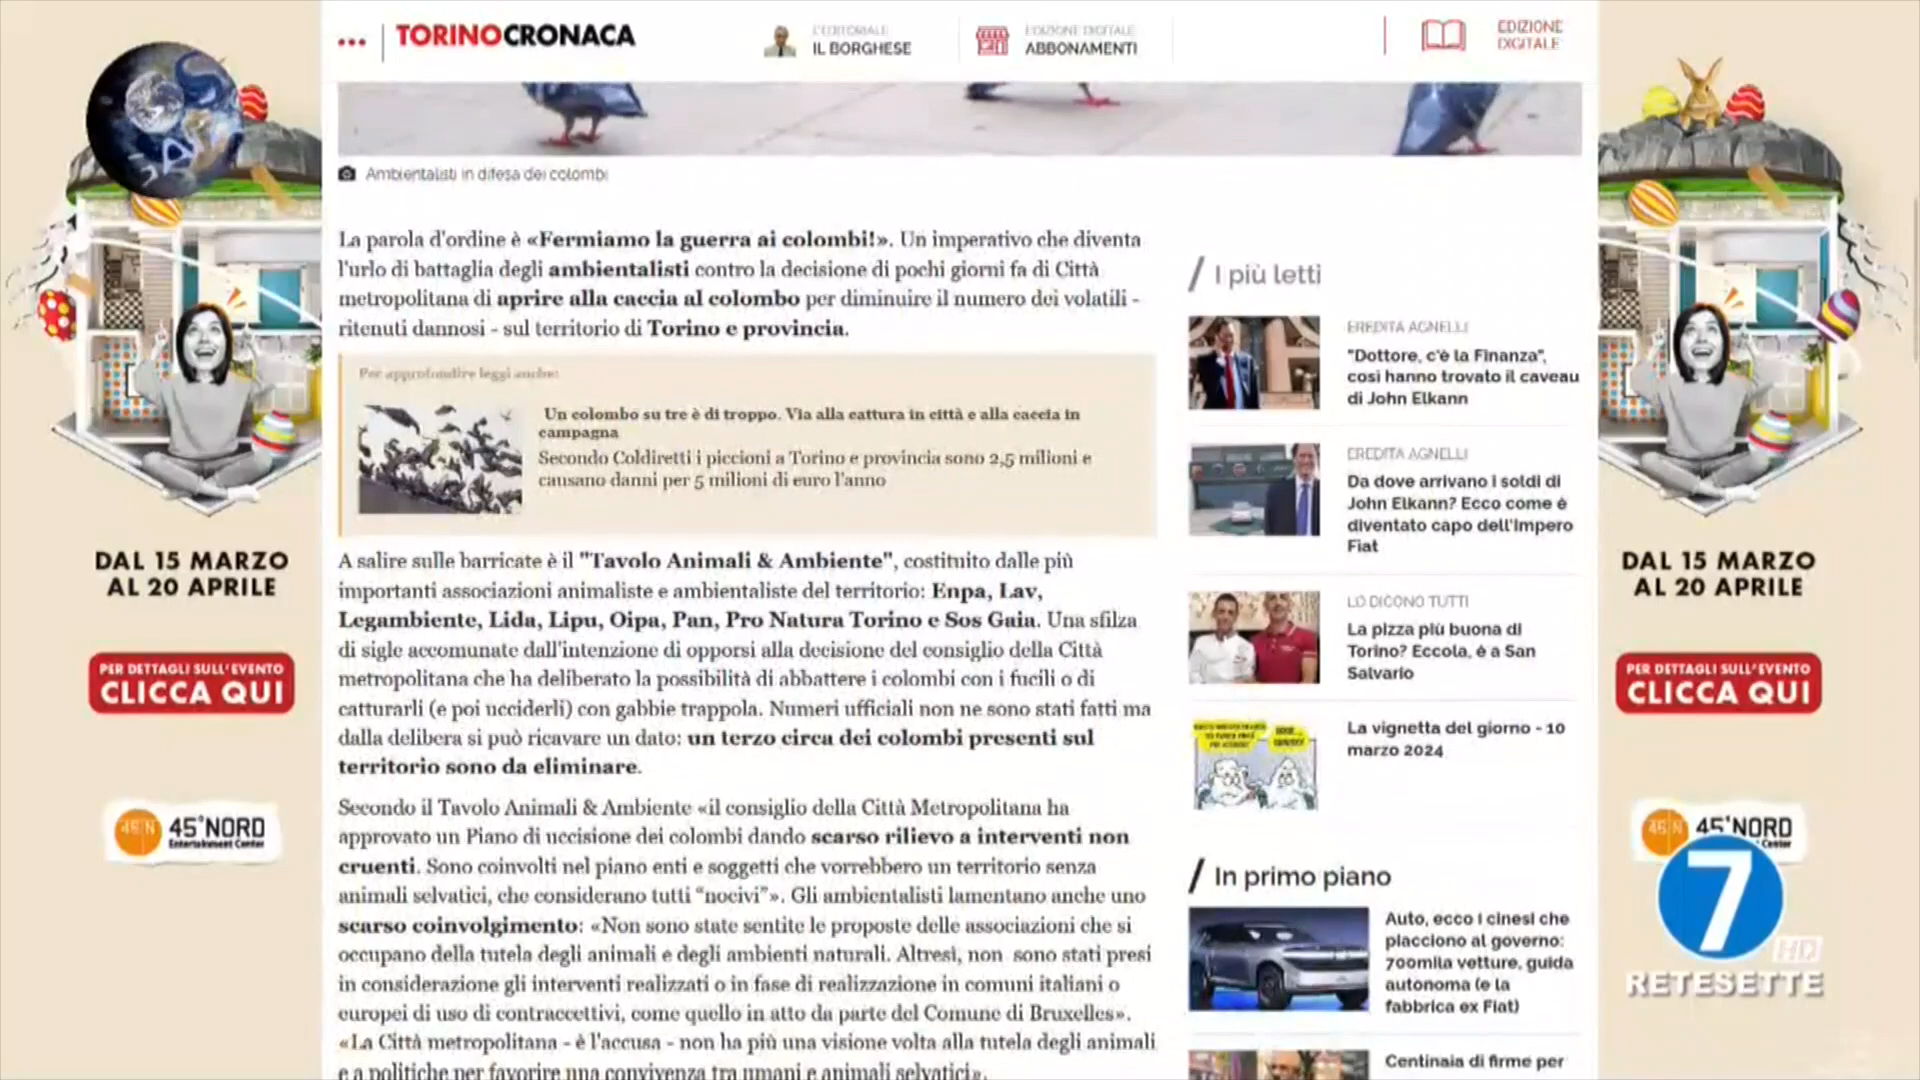 TORINOCRONACA
L'EDITORIALE
IL BORGHESE
EDIZIONE DIGITALE
ABBONAMENTI
EDIZIONE
DIGITALE
Ambientalisti in difesa dei colombi
La parola d'ordine è «Fermiamo la guerra ai colombi!». Un imperativo che diventa
l'urlo di battaglia degli ambientalisti contro la decisione di pochi giorni fa di Città
metropolitana di aprire alla caccia al colombo per diminuire il numero dei volatili -
ritenuti dannosi - sul territorio di Torino e provincia.
Per approfondire leggi anche:
Un colombo su tre è di troppo. Via alla cattura in città e alla caccia in
campagna
Secondo Coldiretti i piccioni a Torino e provincia sono 2,5 milioni e
causano danni per 5 milioni di euro l'anno
A salire sulle barricate è il "Tavolo Animali & Ambiente", costituito dalle più
importanti associazioni animaliste e ambientaliste del territorio: Enpa, Lav,
Legambiente, Lida, Lipu, Oipa, Pan, Pro Natura Torino e Sos Gaia. Una sfilza
di sigle accomunate dall'intenzione di opporsi alla decisione del consiglio della Città
metropolitana che ha deliberato la possibilità di abbattere i colombi con i fucili o di
catturarli (e poi ucciderli) con gabbie trappola. Numeri ufficiali non ne sono stati fatti ma
dalla delibera si può ricavare un dato: un terzo circa dei colombi presenti sul
territorio sono da eliminare.
Secondo il Tavolo Animali & Ambiente «il consiglio della Città Metropolitana ha
approvato un Piano di uccisione dei colombi dando scarso rilievo a interventi non
cruenti. Sono coinvolti nel piano enti e soggetti che vorrebbero un territorio senza
animali selvatici, che considerano tutti “nocivi”». Gli ambientalisti lamentano anche uno
scarso coinvolgimento: «Non sono state sentite le proposte delle associazioni che si
occupano della tutela degli animali e degli ambienti naturali. Altresì, non sono stati presi
in considerazione gli interventi realizzati o in fase di realizzazione in comuni italiani o
europei di uso di contraccettivi, come quello in atto da parte del Comune di Bruxelles».
«La Città metropolitana - è l'accusa - non ha più una visione volta alla tutela degli animali
e a politiche per favorire una convivenza tra umani e animali selvatici».
I più letti
EREDITA AGNELLI
"Dottore, c'è la Finanza",
così hanno trovato il caveau
di John Elkann
EREDITA AGNELLI
Da dove arrivano i soldi di
John Elkann? Ecco come è
diventato capo dell'impero
Fiat
LO DICONO TUTTI
La pizza più buona di
Torino? Eccola, è a San
Salvario
La vignetta del giorno - 10
marzo 2024
In primo piano
Auto, ecco i cinesi che
piacciono al governo:
700mila vetture, guida
autonoma (e la
fabbrica ex Fiat)
Centinaia di firme per
DAL 15 MARZO
AL 20 APRILE
PER DETTAGLI SULL'EVENTO
CLICCA QUI
45°N
45°NORD
Entertainment Center
DAL 15 MARZO
AL 20 APRILE
PER DETTAGLI SULL'EVENTO
CLICCA QUI
45°N
45°NORD
Center
7
HD
RETESETTE